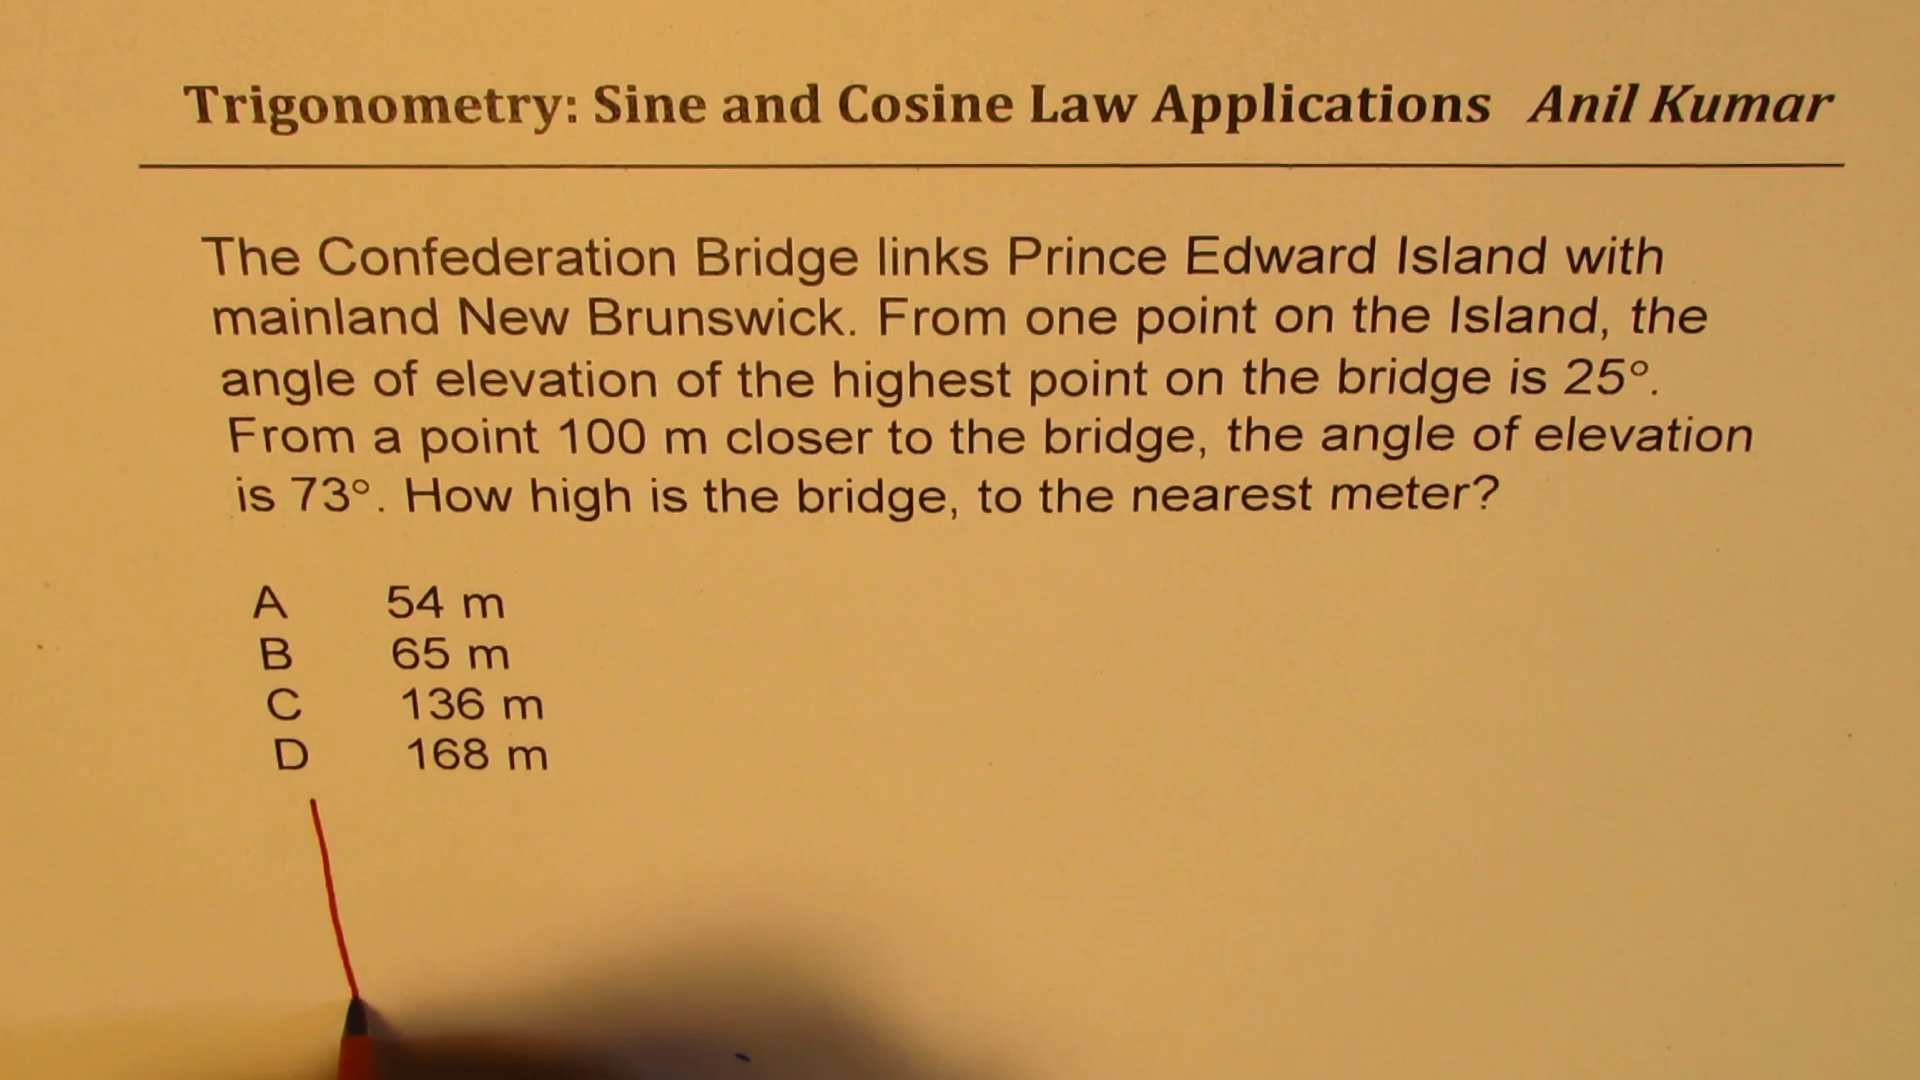 Trigonometry: Sine and Cosine Law Applications Anil Kumar
The Confederation Bridge links Prince Edward Island with
mainland New Brunswick. From one point on the Island, the
angle of elevation of the highest point on the bridge is 25°.
From a point 100 m closer to the bridge, the angle of elevation
is 73°. How high is the bridge, to the nearest meter?
A 54 m
B 65 m
C 136 m
D 168 m